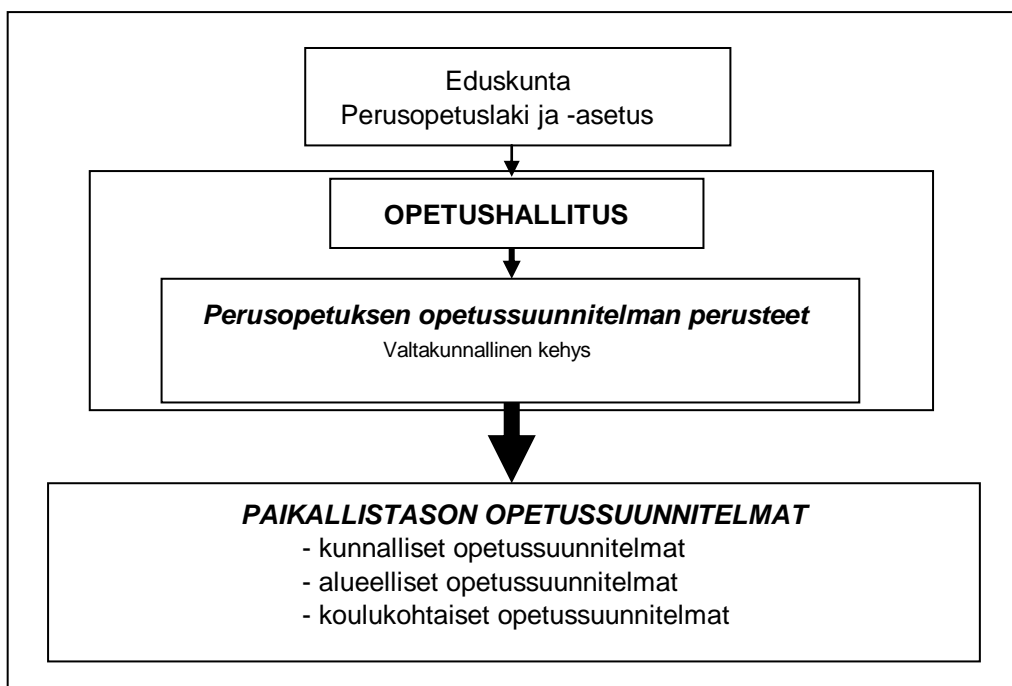 Eduskunta
Perusopetuslaki ja -asetus
OPETUSHALLITUS
Perusopetuksen opetussuunnitelman perusteet
Valtakunnallinen kehys
PAIKALLISTASON OPETUSSUUNNITELMAT
- kunnalliset opetussuunnitelmat
- alueelliset opetussuunnitelmat
- koulukohtaiset opetussuunnitelmat